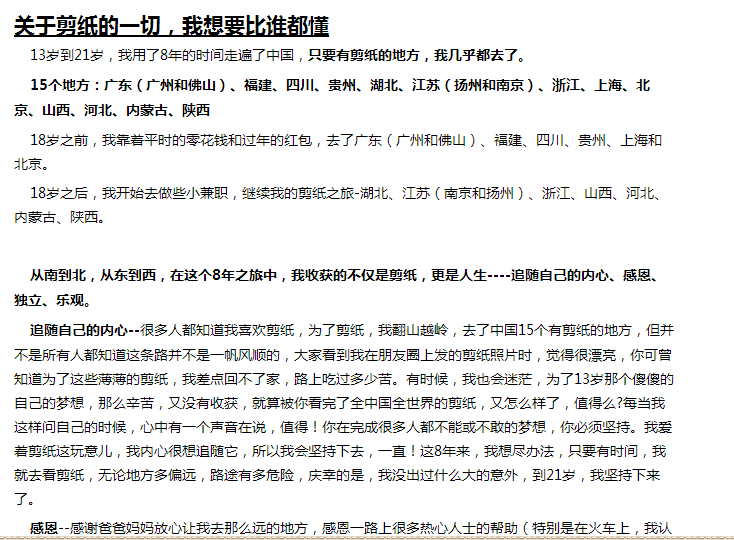 关于剪纸的一切，我想要比谁都懂
13岁到21岁，我用了8年的时间走遍了中国，只要有剪纸的地方，我几乎都去了。
15个地方：广东（广州和佛山）、福建、四川、贵州、湖北、江苏（扬州和南京）、浙江、上海、北
京、山西、河北、内蒙古、陕西
18岁之前，我靠着平时的零花钱和过年的红包，去了广东（广州和佛山）、福建、四川、贵州、上海和
北京。
18岁之后，我开始去做些小兼职，继续我的剪纸之旅-湖北、江苏（南京和扬州）、浙江、山西、河北、
内蒙古、陕西。
从南到北，从东到西，在这个8年之旅中，我收获的不仅是剪纸，更是人生----追随自己的内心、感恩、
独立、乐观。
追随自己的内心--很多人都知道我喜欢剪纸，为了剪纸，我翻山越岭，去了中国15个有剪纸的地方，但并
不是所有人都知道这条路并不是一帆风顺的，大家看到我在朋友圈上发的剪纸照片时，觉得很漂亮，你可曾
知道为了这些薄薄的剪纸，我差点回不了家，路上吃过多少苦。有时候，我也会迷茫，为了13岁那个傻傻的
自己的梦想，那么辛苦，又没有收获，就算被你看完了全中国全世界的剪纸，又怎么样了，值得么?每当我
这样问自己的时候，心中有一个声音在说，值得！你在完成很多人都不能或不敢的梦想，你必须坚持。我爱
着剪纸这玩意儿，我内心很想追随它，所以我会坚持下去，一直！这8年来，我想尽办法，只要有时间，我
就去看剪纸，无论地方多偏远，路途有多危险，庆幸的是，我没出过什么大的意外，到21岁，我坚持下来
了。
感恩--感谢爸爸妈妈放心让我去那么远的地方，感恩一路上很多热心人士的帮助（特别是在火车上，我认